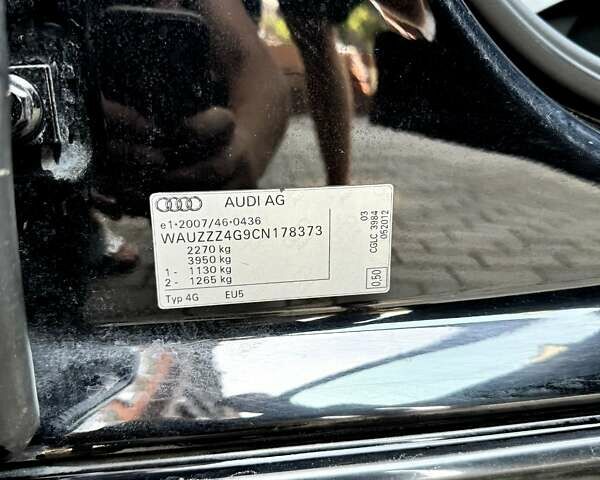 AUDI AG
e1*2007/46*0436
WAUZZZ4G9CN178373
2270 kg
3950 kg
1 - 1130 kg
2 - 1265 kg
Typ 4G EU5
03
CGLC 3984
052012
0,50